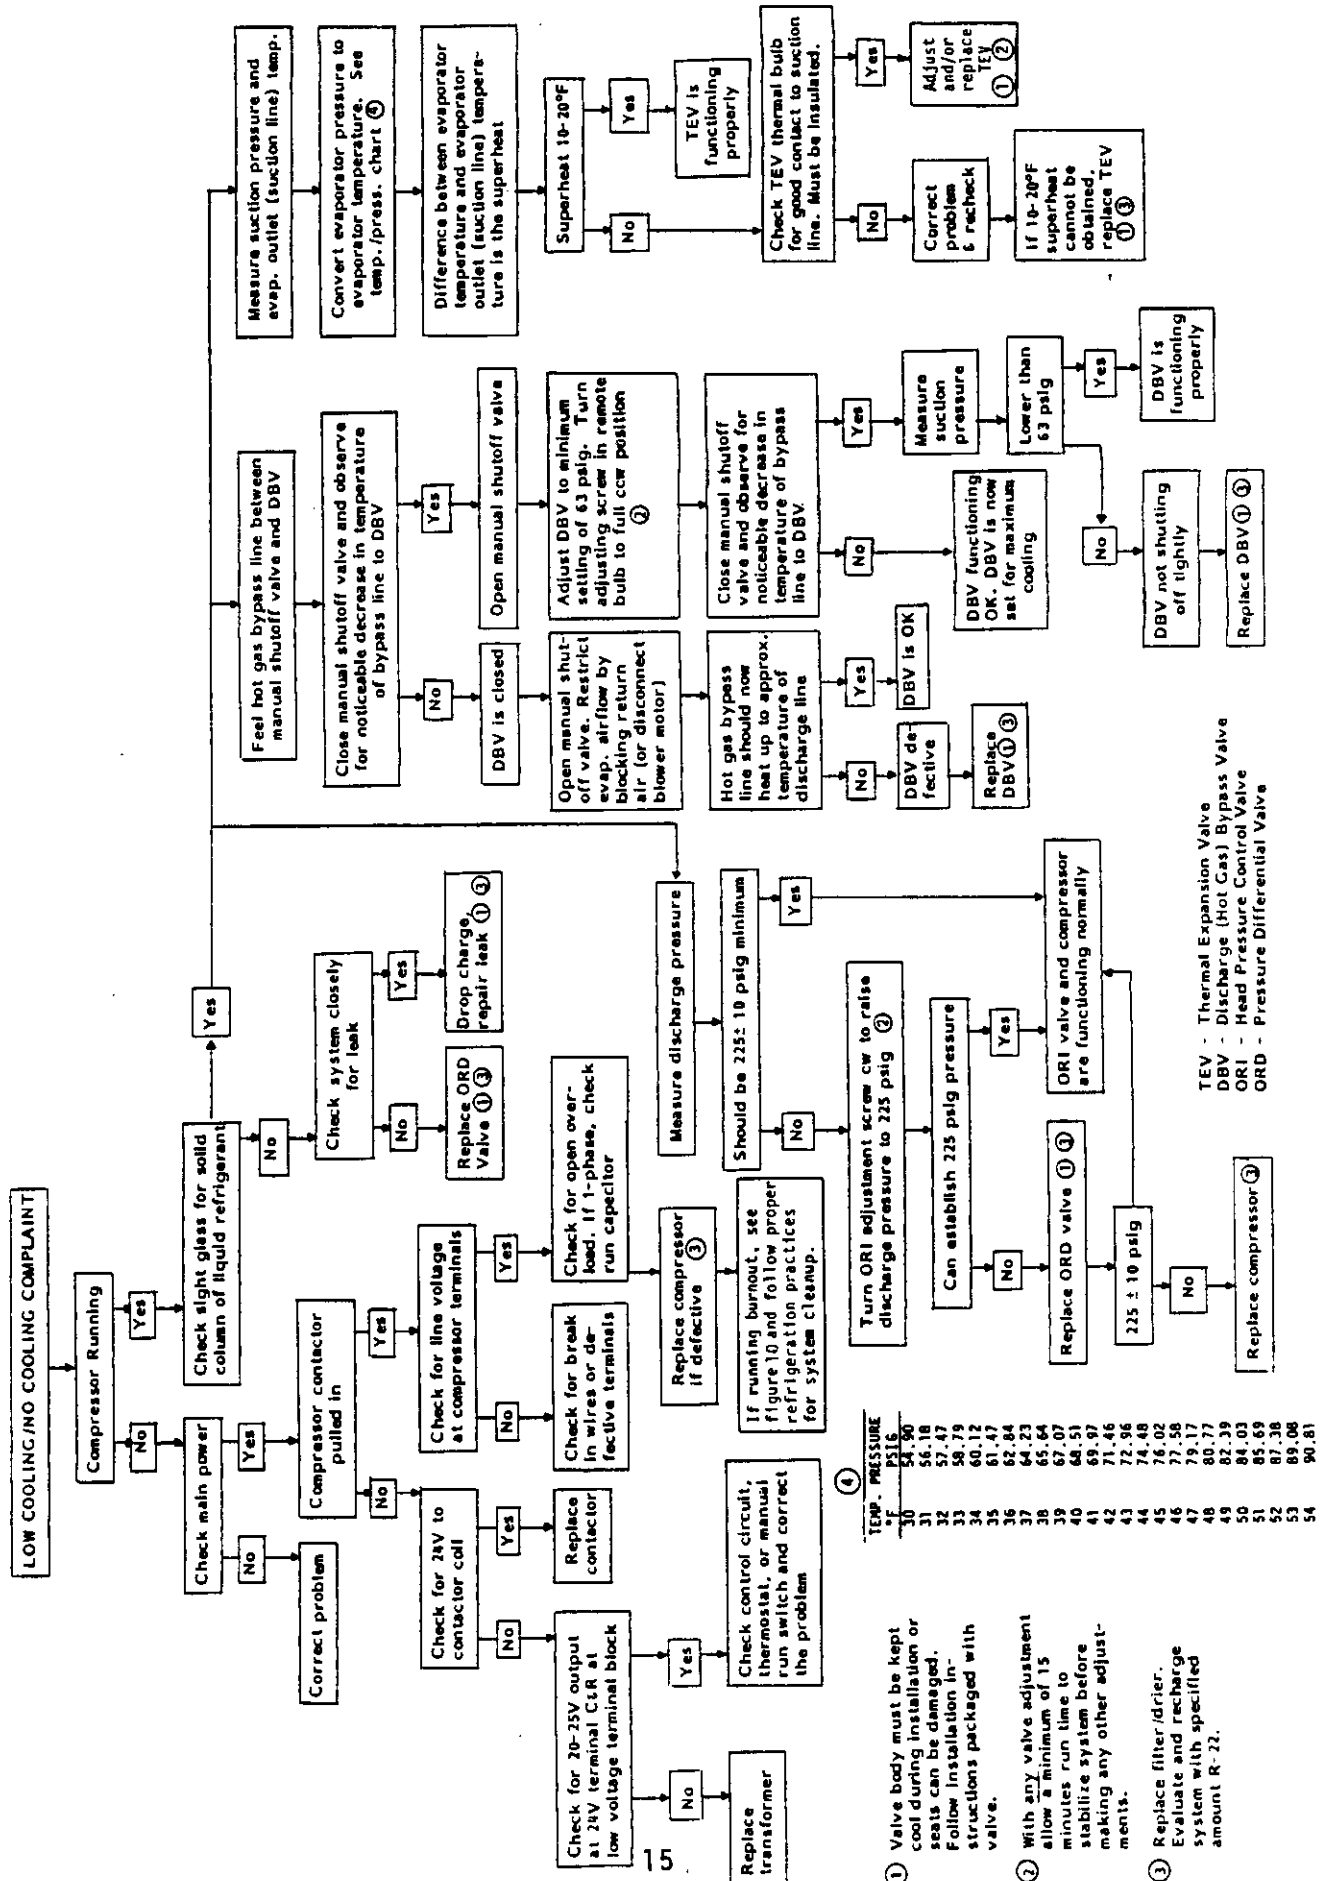 LOW COOLING/NO COOLING COMPLAINT
Compressor Running
No
Yes
Check main power
No
Yes
Correct problem
Compressor contactor
pulled in
No
Yes
Check for 24V to
contactor coil
No
Yes
Replace
contactor
Check for 20-25V output
at 24V terminal C&R at
low voltage terminal block
No
Yes
Replace
transformer
Check control circuit,
thermostat, or manual
run switch and correct
the problem
Check for line voltage
at compressor terminals
No
Yes
Check for break
in wires or de-
fective terminals
Check for open over-
load. If 1-phase, check
run capacitor
Replace compressor
if defective ③
If running burnout, see
figure 10 and follow proper
refrigeration practices
for system cleanup.
Check sight glass for solid
column of liquid refrigerant
No
Yes
Check system closely
for leak
No
Yes
Replace ORD
Valve ① ③
Drop charge,
repair leak ① ③
Measure discharge pressure
Should be 225± 10 psig minimum
No
Yes
Turn ORI adjustment screw cw to raise
discharge pressure to 225 psig ②
Can establish 225 psig pressure
No
Yes
Replace ORD valve ① ③
225 ± 10 psig
No
Replace compressor ③
ORI valve and compressor
are functioning normally
Feel hot gas bypass line between
manual shutoff valve and DBV
Close manual shutoff valve and observe
for noticeable decrease in temperature
of bypass line to DBV
No
Yes
DBV is closed
Open manual shut-
off valve. Restrict
evap. airflow by
blocking return
air (or disconnect
blower motor)
Hot gas bypass
line should now
heat up to approx.
temperature of
discharge line
No
Yes
DBV de-
fective
DBV is OK
Replace
DBV ① ③
Open manual shutoff valve
Adjust DBV to minimum
setting of 63 psig. Turn
adjusting screw in remote
bulb to full ccw position
②
Close manual shutoff
valve and observe for
noticeable decrease in
temperature of bypass
line to DBV.
No
Yes
DBV functioning
OK. DBV is now
set for maximum
cooling
Measure
suction
pressure
Lower than
63 psig
No
Yes
DBV not shutting
off tightly
Replace DBV ① ③
DBV is
functioning
properly
Measure suction pressure and
evap. outlet (suction line) temp.
Convert evaporator pressure to
evaporator temperature. See
temp./press. chart ④
Difference between evaporator
temperature and evaporator
outlet (suction line) tempera-
ture is the superheat
Superheat 10-20°F
No
Yes
TEV is
functioning
properly
Check TEV thermal bulb
for good contact to suction
line. Must be insulated.
No
Yes
Correct
problem
& recheck
If 10-20°F
superheat
cannot be
obtained,
replace TEV
① ③
Adjust
and/or
replace
TEV
① ②
① Valve body must be kept
cool during installation or
seats can be damaged.
Follow installation in-
structions packaged with
valve.
② With any valve adjustment
allow a minimum of 15
minutes run time to
stabilize system before
making any other adjust-
ments.
③ Replace filter/drier.
Evaluate and recharge
system with specified
amount R-22.
④
TEMP. PRESSURE
°F PSIG
30 54.90
31 56.18
32 57.47
33 58.79
34 60.12
35 61.47
36 62.84
37 64.23
38 65.64
39 67.07
40 68.51
41 69.97
42 71.46
43 72.96
44 74.48
45 76.02
46 77.58
47 79.17
48 80.77
49 82.39
50 84.03
51 85.69
52 87.38
53 89.08
54 90.81
TEV - Thermal Expansion Valve
DBV - Discharge (Hot Gas) Bypass Valve
ORI - Head Pressure Control Valve
ORD - Pressure Differential Valve
15